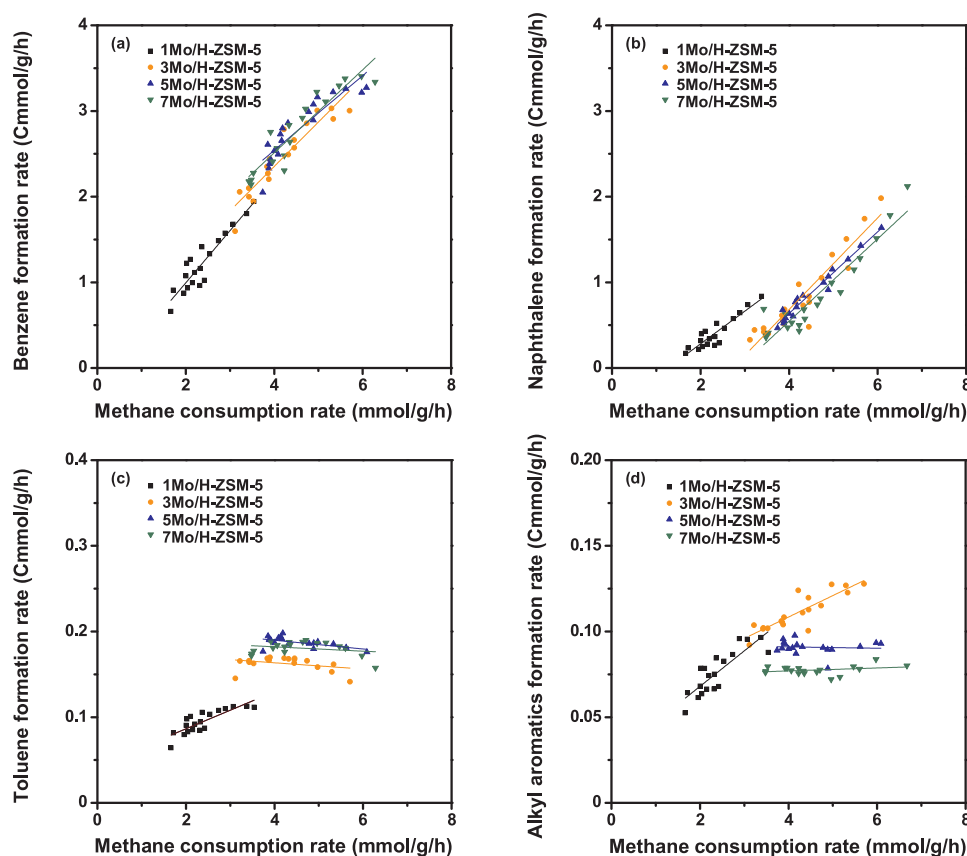 Benzene formation rate (Cmmol/g/h)
4
3
2
1
0
(a)
1Mo/H-ZSM-5
3Mo/H-ZSM-5
5Mo/H-ZSM-5
7Mo/H-ZSM-5
0 2 4 6 8
Methane consumption rate (mmol/g/h)
Naphthalene formation rate (Cmmol/g/h)
4
3
2
1
0
(b)
1Mo/H-ZSM-5
3Mo/H-ZSM-5
5Mo/H-ZSM-5
7Mo/H-ZSM-5
0 2 4 6 8
Methane consumption rate (mmol/g/h)
Toluene formation rate (Cmmol/g/h)
0.4
0.3
0.2
0.1
0
(c)
1Mo/H-ZSM-5
3Mo/H-ZSM-5
5Mo/H-ZSM-5
7Mo/H-ZSM-5
0 2 4 6 8
Methane consumption rate (mmol/g/h)
Alkyl aromatics formation rate (Cmmol/g/h)
0.20
0.15
0.10
0.05
0
(d)
1Mo/H-ZSM-5
3Mo/H-ZSM-5
5Mo/H-ZSM-5
7Mo/H-ZSM-5
0 2 4 6 8
Methane consumption rate (mmol/g/h)